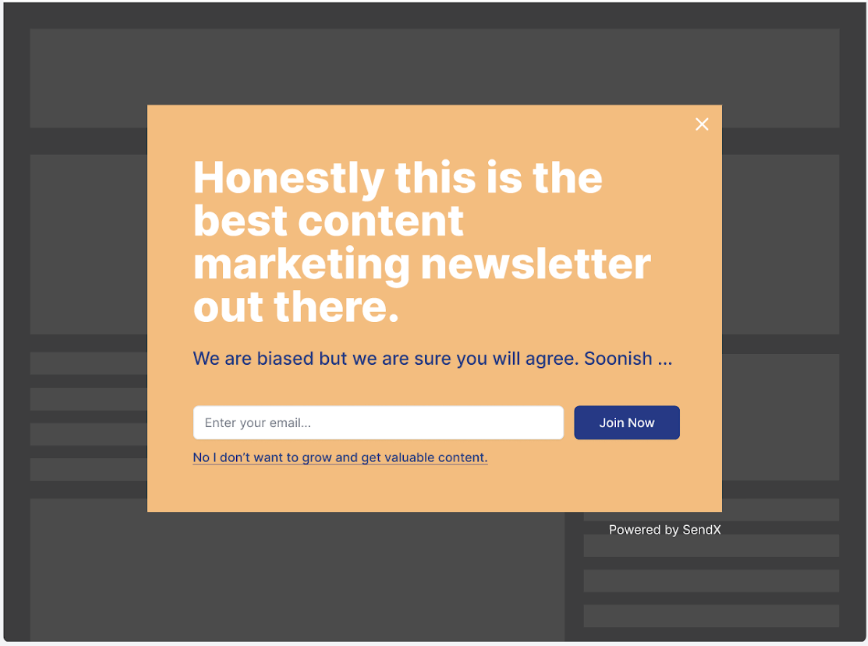 Honestly this is the
best content
marketing newsletter
out there.
We are biased but we are sure you will agree. Soonish ...
Enter your email...
Join Now
No I don’t want to grow and get valuable content.
Powered by SendX